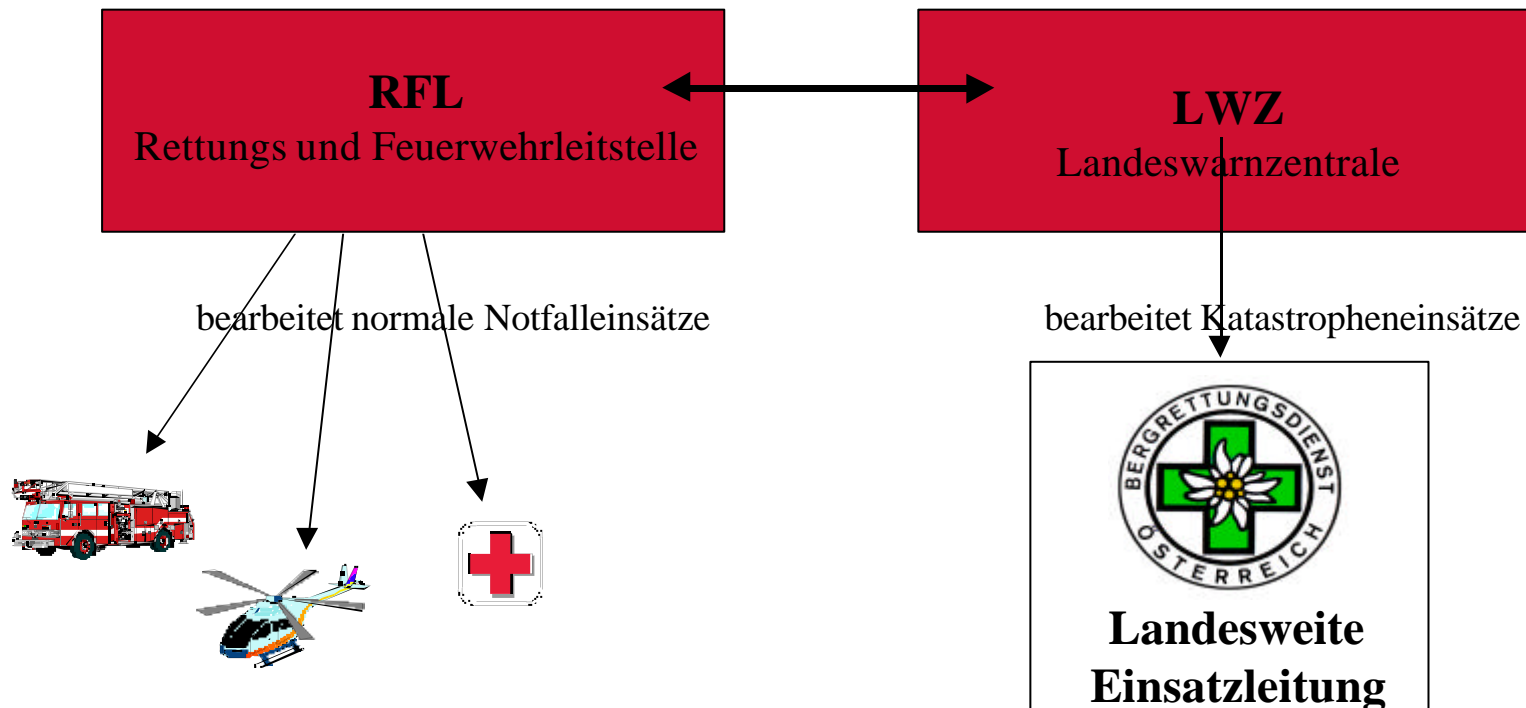 RFL
Rettungs und Feuerwehrleitstelle
LWZ
Landeswarnzentrale
bearbeitet normale Notfalleinsätze
bearbeitet Katastropheneinsätze
BERGRETTUNGSDIENST
ÖSTERREICH
Landesweite
Einsatzleitung